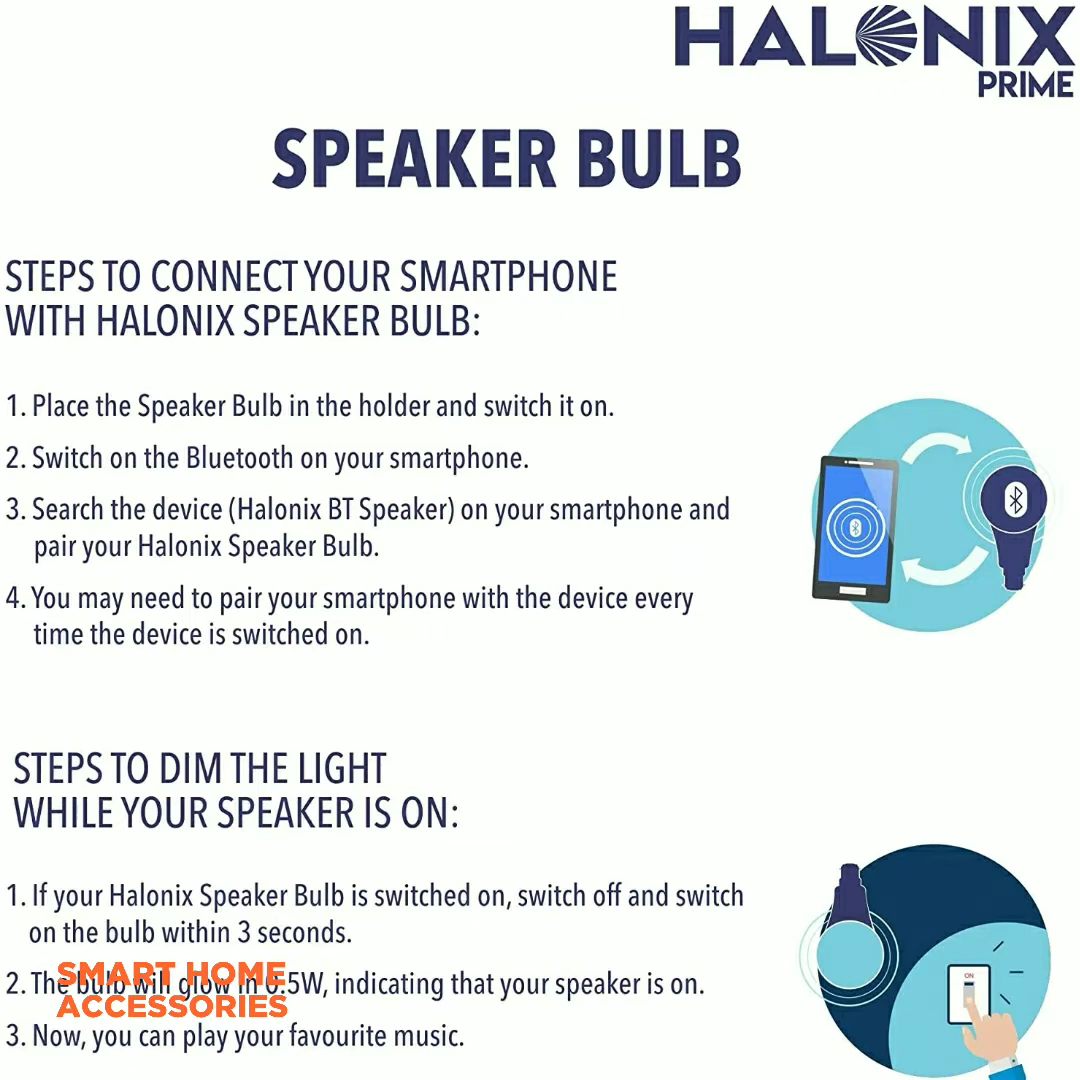 HALONIX
PRIME
SPEAKER BULB
STEPS TO CONNECT YOUR SMARTPHONE
WITH HALONIX SPEAKER BULB:
1. Place the Speaker Bulb in the holder and switch it on.
2. Switch on the Bluetooth on your smartphone.
3. Search the device (Halonix BT Speaker) on your smartphone and
pair your Halonix Speaker Bulb.
4. You may need to pair your smartphone with the device every
time the device is switched on.
STEPS TO DIM THE LIGHT
WHILE YOUR SPEAKER IS ON:
1. If your Halonix Speaker Bulb is switched on, switch off and switch
on the bulb within 3 seconds.
2. The bulb will glow in 0.5W, indicating that your speaker is on.
SMART HOME
ACCESSORIES
3. Now, you can play your favourite music.
ON